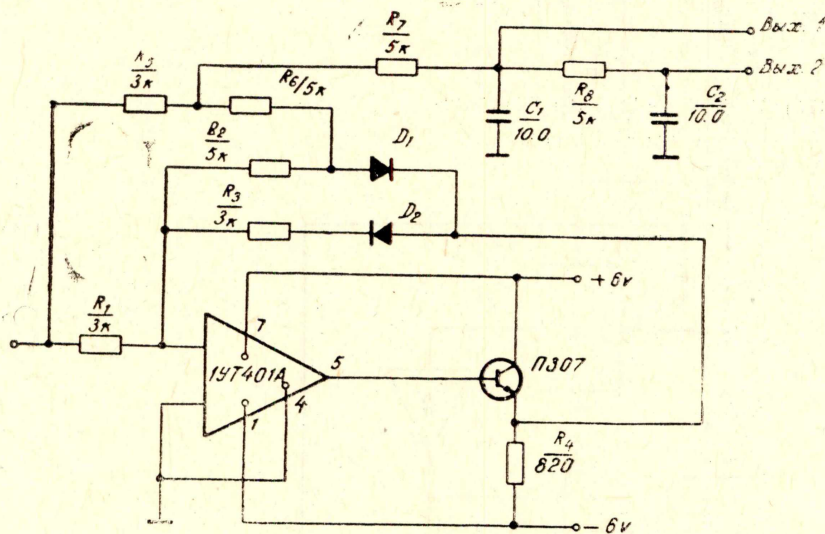 R7
5к
Вых. 1
3к
R6/5к
Вых. 2
C1
10.0
R8
5к
C2
10.0
R2
5к
D1
R3
3к
D2
+6v
R1
3к
7
1УТ401А
5
П307
4
1
R4
820
−6v